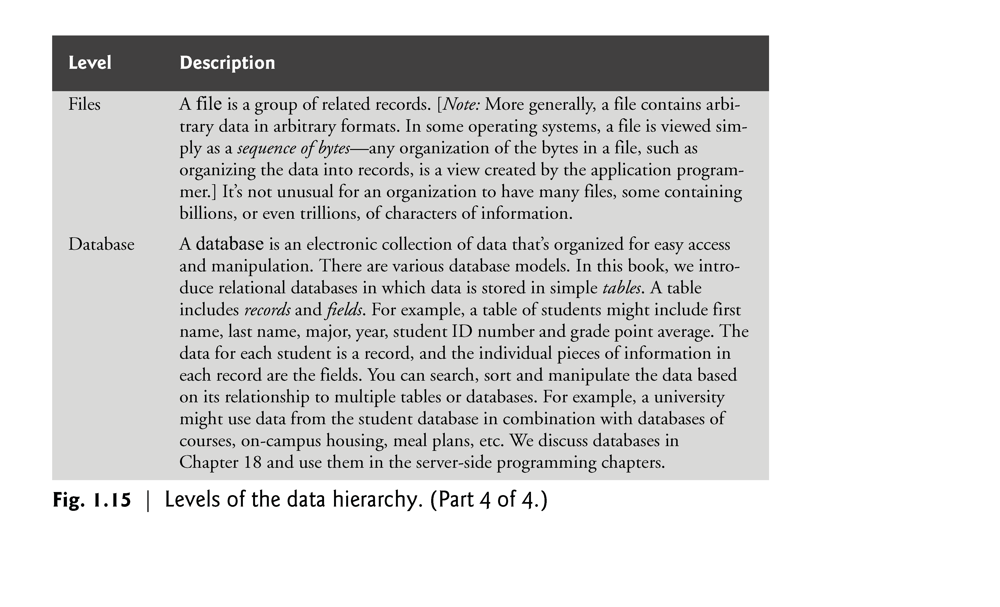 Level Description
Files A file is a group of related records. [Note: More generally, a file contains arbi-
trary data in arbitrary formats. In some operating systems, a file is viewed sim-
ply as a sequence of bytes—any organization of the bytes in a file, such as
organizing the data into records, is a view created by the application program-
mer.] It’s not unusual for an organization to have many files, some containing
billions, or even trillions, of characters of information.
Database A database is an electronic collection of data that’s organized for easy access
and manipulation. There are various database models. In this book, we intro-
duce relational databases in which data is stored in simple tables. A table
includes records and fields. For example, a table of students might include first
name, last name, major, year, student ID number and grade point average. The
data for each student is a record, and the individual pieces of information in
each record are the fields. You can search, sort and manipulate the data based
on its relationship to multiple tables or databases. For example, a university
might use data from the student database in combination with databases of
courses, on-campus housing, meal plans, etc. We discuss databases in
Chapter 18 and use them in the server-side programming chapters.
Fig. 1.15 | Levels of the data hierarchy. (Part 4 of 4.)